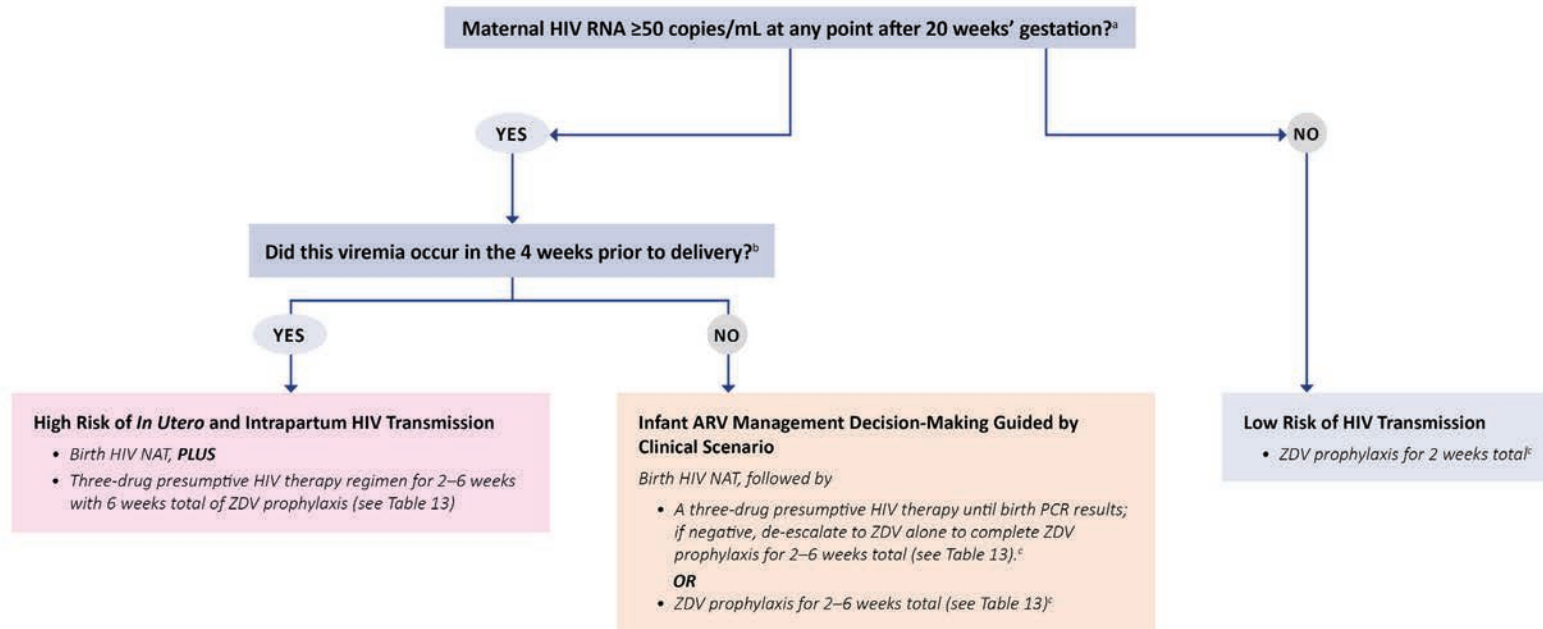 Maternal HIV RNA ≥50 copies/mL at any point after 20 weeks' gestation?ᵃ
YES
NO
Did this viremia occur in the 4 weeks prior to delivery?ᵇ
YES
NO
High Risk of In Utero and Intrapartum HIV Transmission
• Birth HIV NAT, PLUS
• Three-drug presumptive HIV therapy regimen for 2–6 weeks
with 6 weeks total of ZDV prophylaxis (see Table 13)
Infant ARV Management Decision-Making Guided by
Clinical Scenario
Birth HIV NAT, followed by
• A three-drug presumptive HIV therapy until birth PCR results;
if negative, de-escalate to ZDV alone to complete ZDV
prophylaxis for 2–6 weeks total (see Table 13).ᶜ
OR
• ZDV prophylaxis for 2–6 weeks total (see Table 13)ᶜ
Low Risk of HIV Transmission
• ZDV prophylaxis for 2 weeks totalᶜ